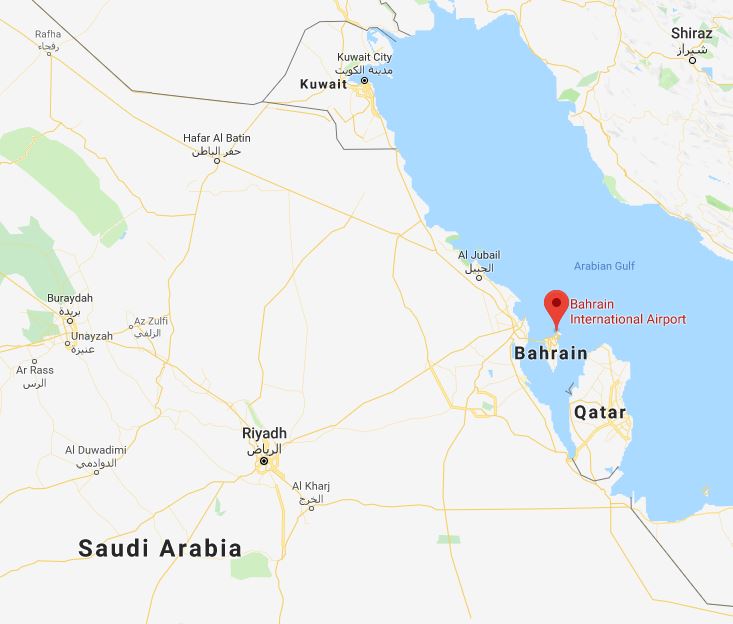 Shiraz
شيراز
Rafha
رفحاء
Kuwait City
مدينة الكويت
Kuwait
Hafar Al Batin
حفر الباطن
Al Jubail
الجبيل
Arabian Gulf
Buraydah
بريدة
Bahrain
International Airport
Az Zulfi
الزلفي
Unayzah
عنيزة
Bahrain
Ar Rass
الرس
Qatar
Riyadh
الرياض
Al Duwadimi
الدوادمي
Al Kharj
الخرج
Saudi Arabia